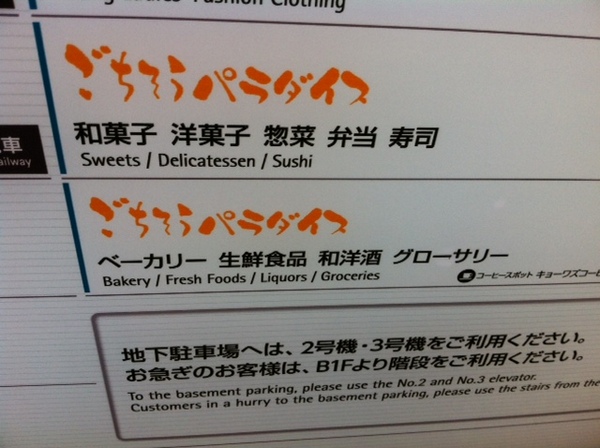 Fashion Clothing
ごちそうパラダイス
車
和菓子 洋菓子 惣菜 弁当 寿司
ailway
Sweets / Delicatessen / Sushi
ごちそうパラダイス
ベーカリー 生鮮食品 和洋酒 グローサリー
Bakery / Fresh Foods / Liquors / Groceries
コーヒースポット キョーワズコーヒ
地下駐車場へは、2号機・3号機をご利用ください。
お急ぎのお客様は、B1Fより階段をご利用ください。
To the basement parking, please use the No.2 and No.3 elevator.
Customers in a hurry to the basement parking, please use the stairs from the